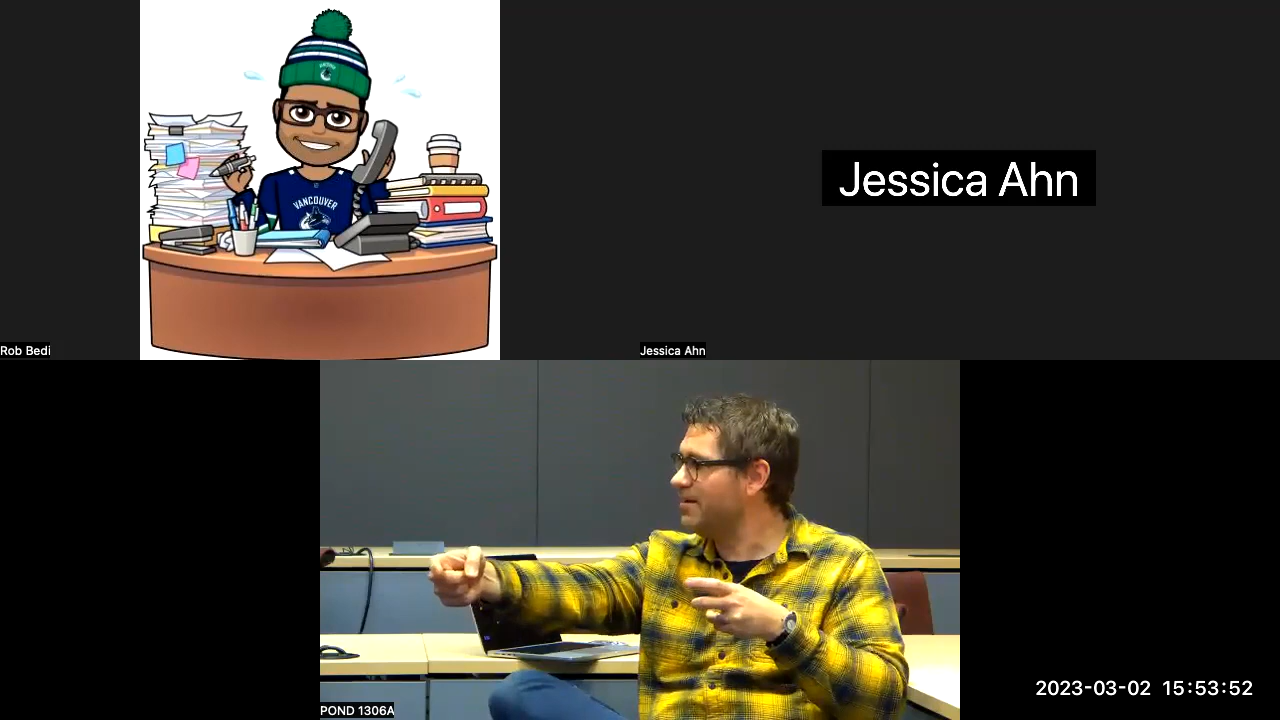 VANCOUVER
Jessica Ahn
Rob Bedi
Jessica Ahn
POND 1306A
2023-03-02 15:53:52